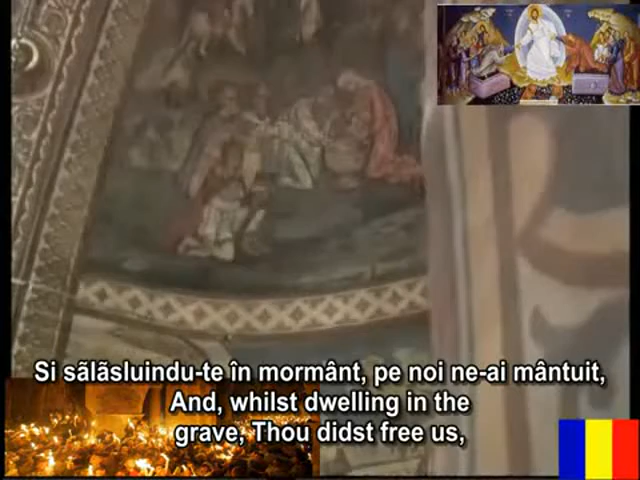 Si sãlãsluindu-te în mormânt, pe noi ne-ai mântuit,
And, whilst dwelling in the
grave, Thou didst free us,